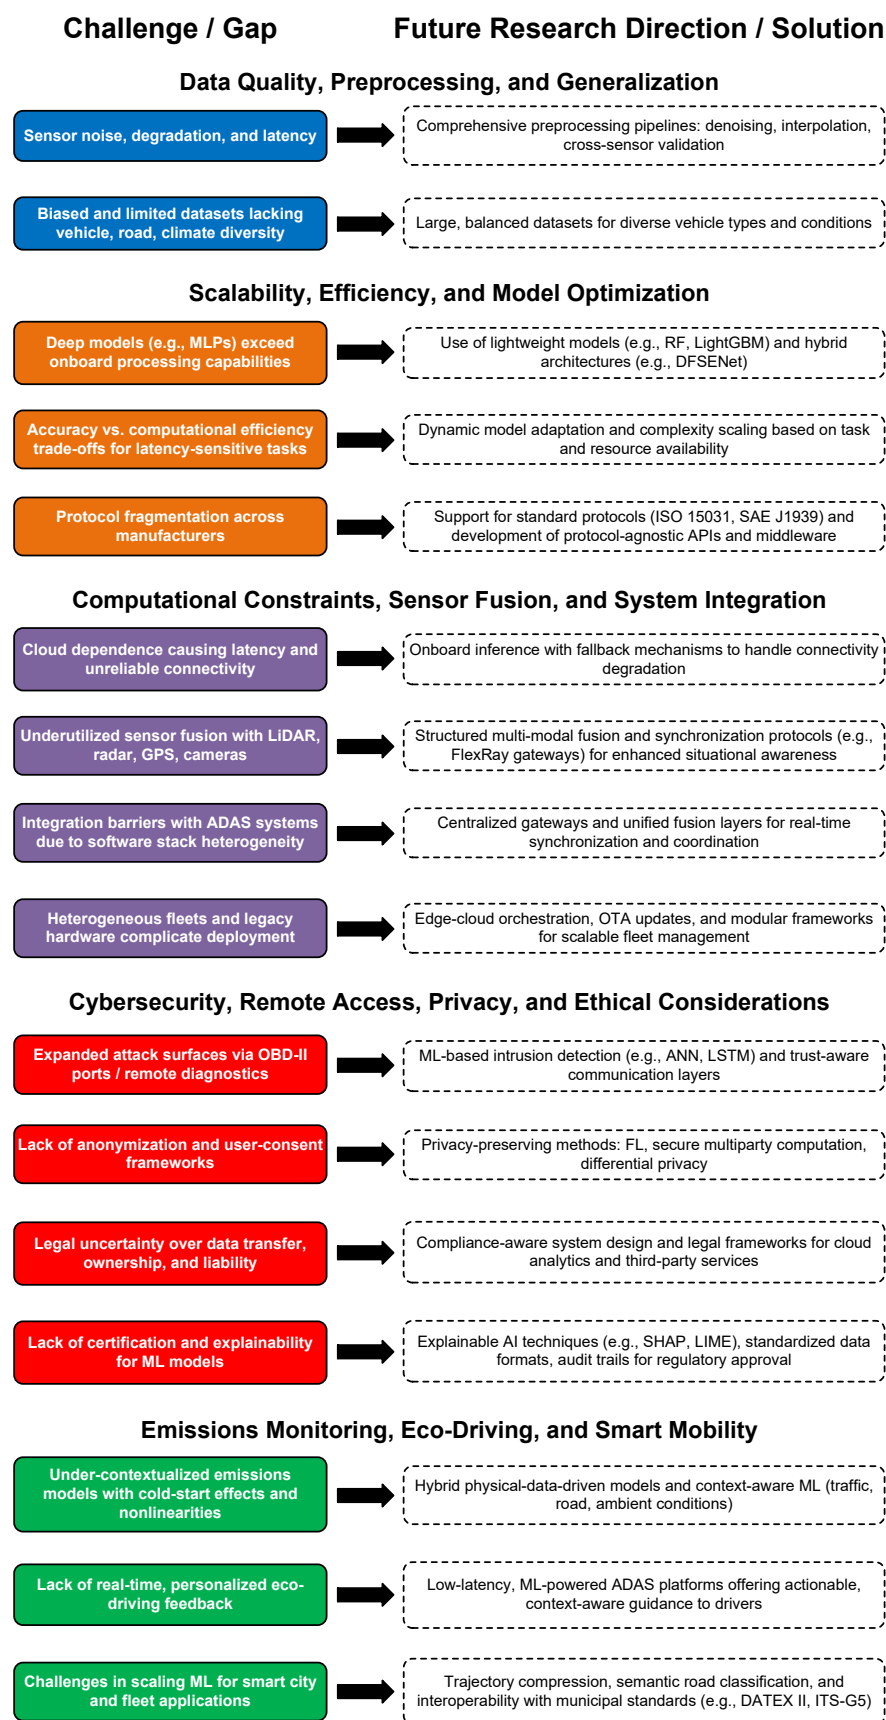 Challenge / Gap
Future Research Direction / Solution
Data Quality, Preprocessing, and Generalization
Sensor noise, degradation, and latency
Comprehensive preprocessing pipelines: denoising, interpolation,
cross-sensor validation
Biased and limited datasets lacking
vehicle, road, climate diversity
Large, balanced datasets for diverse vehicle types and conditions
Scalability, Efficiency, and Model Optimization
Deep models (e.g., MLPs) exceed
onboard processing capabilities
Use of lightweight models (e.g., RF, LightGBM) and hybrid
architectures (e.g., DFSENet)
Accuracy vs. computational efficiency
trade-offs for latency-sensitive tasks
Dynamic model adaptation and complexity scaling based on task
and resource availability
Protocol fragmentation across
manufacturers
Support for standard protocols (ISO 15031, SAE J1939) and
development of protocol-agnostic APIs and middleware
Computational Constraints, Sensor Fusion, and System Integration
Cloud dependence causing latency and
unreliable connectivity
Onboard inference with fallback mechanisms to handle connectivity
degradation
Underutilized sensor fusion with LiDAR,
radar, GPS, cameras
Structured multi-modal fusion and synchronization protocols (e.g.,
FlexRay gateways) for enhanced situational awareness
Integration barriers with ADAS systems
due to software stack heterogeneity
Centralized gateways and unified fusion layers for real-time
synchronization and coordination
Heterogeneous fleets and legacy
hardware complicate deployment
Edge-cloud orchestration, OTA updates, and modular frameworks
for scalable fleet management
Cybersecurity, Remote Access, Privacy, and Ethical Considerations
Expanded attack surfaces via OBD-II
ports / remote diagnostics
ML-based intrusion detection (e.g., ANN, LSTM) and trust-aware
communication layers
Lack of anonymization and user-consent
frameworks
Privacy-preserving methods: FL, secure multiparty computation,
differential privacy
Legal uncertainty over data transfer,
ownership, and liability
Compliance-aware system design and legal frameworks for cloud
analytics and third-party services
Lack of certification and explainability
for ML models
Explainable AI techniques (e.g., SHAP, LIME), standardized data
formats, audit trails for regulatory approval
Emissions Monitoring, Eco-Driving, and Smart Mobility
Under-contextualized emissions
models with cold-start effects and
nonlinearities
Hybrid physical-data-driven models and context-aware ML (traffic,
road, ambient conditions)
Lack of real-time, personalized eco-
driving feedback
Low-latency, ML-powered ADAS platforms offering actionable,
context-aware guidance to drivers
Challenges in scaling ML for smart city
and fleet applications
Trajectory compression, semantic road classification, and
interoperability with municipal standards (e.g., DATEX II, ITS-G5)